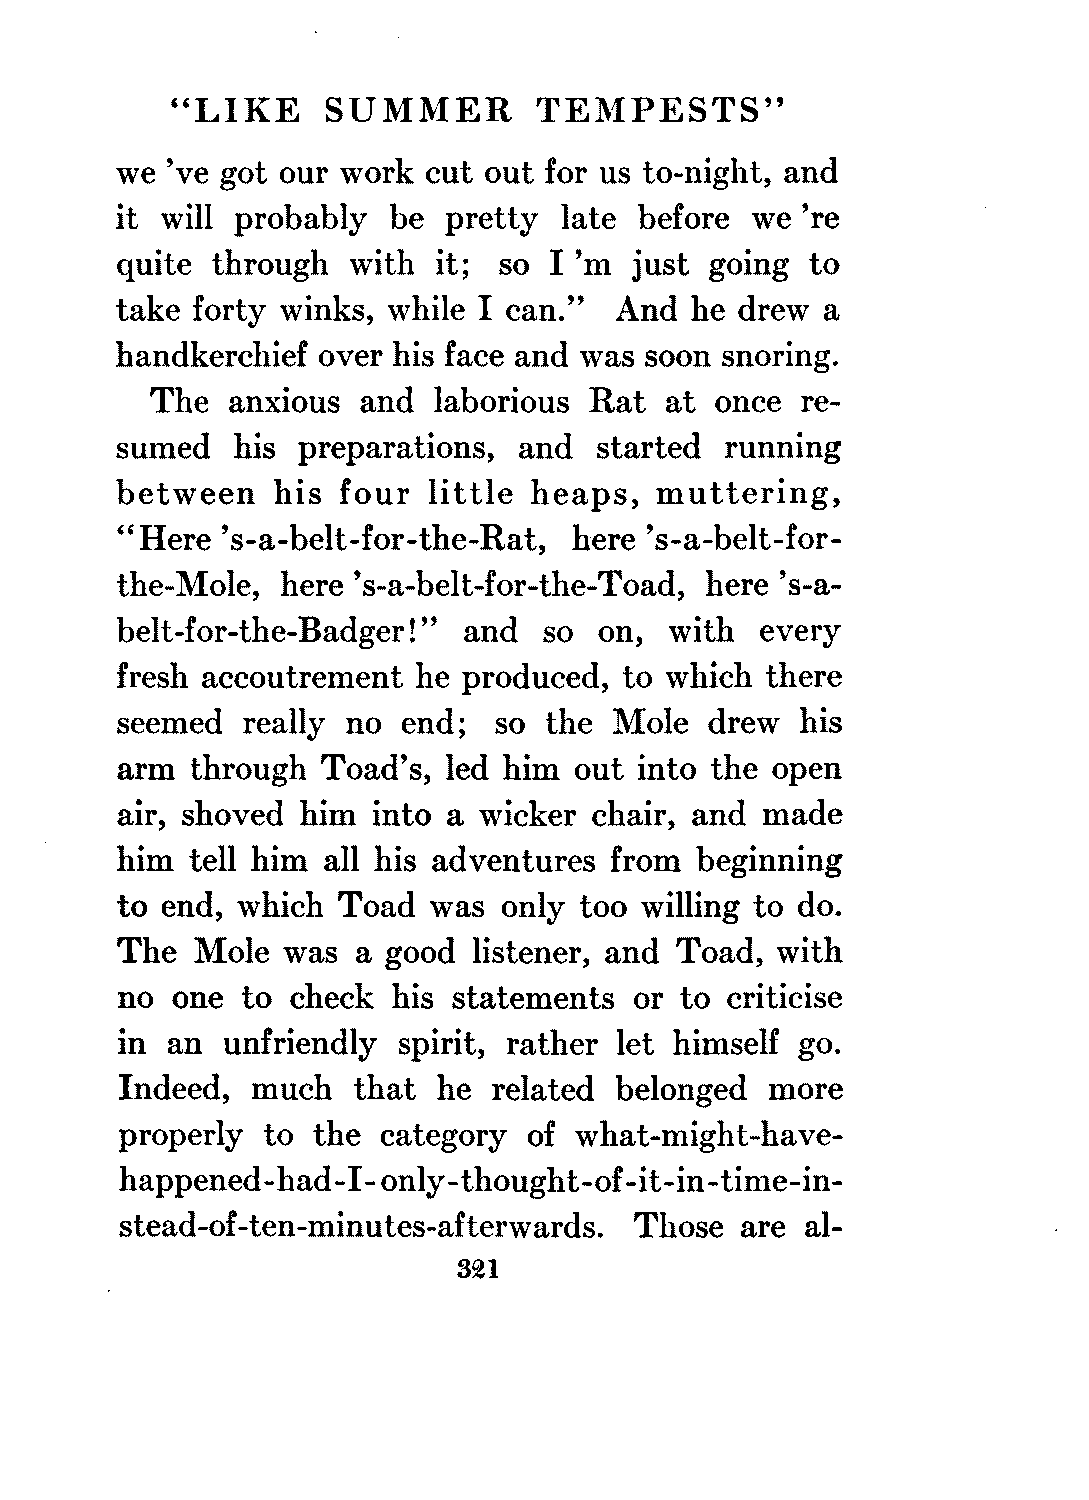 “LIKE SUMMER TEMPESTS”
we ’ve got our work cut out for us to-night, and
it will probably be pretty late before we ’re
quite through with it; so I ’m just going to
take forty winks, while I can.” And he drew a
handkerchief over his face and was soon snoring.
The anxious and laborious Rat at once re-
sumed his preparations, and started running
between his four little heaps, muttering,
“Here ’s-a-belt-for-the-Rat, here ’s-a-belt-for-
the-Mole, here ’s-a-belt-for-the-Toad, here ’s-a-
belt-for-the-Badger!” and so on, with every
fresh accoutrement he produced, to which there
seemed really no end; so the Mole drew his
arm through Toad’s, led him out into the open
air, shoved him into a wicker chair, and made
him tell him all his adventures from beginning
to end, which Toad was only too willing to do.
The Mole was a good listener, and Toad, with
no one to check his statements or to criticise
in an unfriendly spirit, rather let himself go.
Indeed, much that he related belonged more
properly to the category of what-might-have-
happened-had-I-only-thought-of-it-in-time-in-
stead-of-ten-minutes-afterwards. Those are al-
321